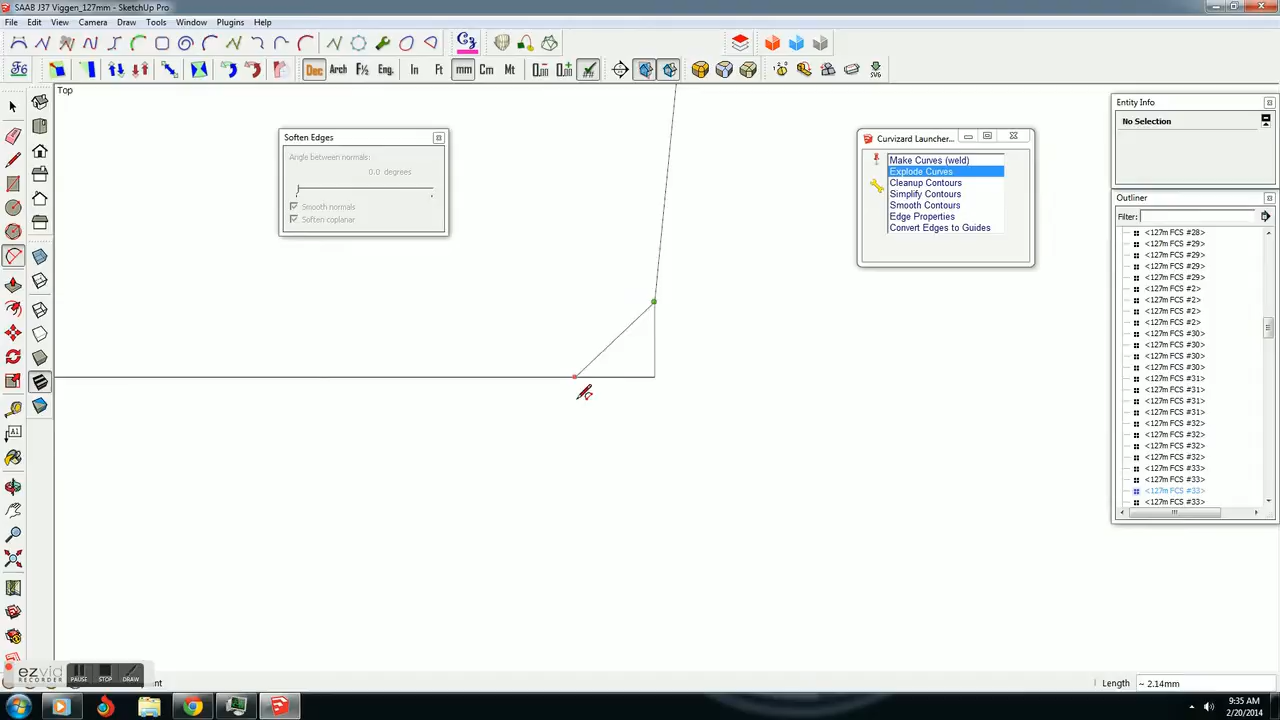 SAAB J37 Viggen_127mm - SketchUp Pro
File Edit View Camera Draw Tools Window Plugins Help
Dec Arch F½ Eng. In Ft mm Cm Mt
Top
Soften Edges
Angle between normals:
0.0 degrees
Smooth normals
Soften coplanar
Curvizard Launcher...
Make Curves (weld)
Explode Curves
Cleanup Contours
Simplify Contours
Smooth Contours
Edge Properties
Convert Edges to Guides
Entity Info
No Selection
Outliner
Filter:
<127m FCS #28>
<127m FCS #29>
<127m FCS #29>
<127m FCS #29>
<127m FCS #29>
<127m FCS #2>
<127m FCS #2>
<127m FCS #2>
<127m FCS #2>
<127m FCS #30>
<127m FCS #30>
<127m FCS #30>
<127m FCS #30>
<127m FCS #31>
<127m FCS #31>
<127m FCS #31>
<127m FCS #31>
<127m FCS #32>
<127m FCS #32>
<127m FCS #32>
<127m FCS #32>
<127m FCS #33>
<127m FCS #33>
<127m FCS #33>
<127m FCS #33>
ezvid
RECORDER
PAUSE STOP DRAW
Length ~ 2.14mm
9:35 AM
2/20/2014